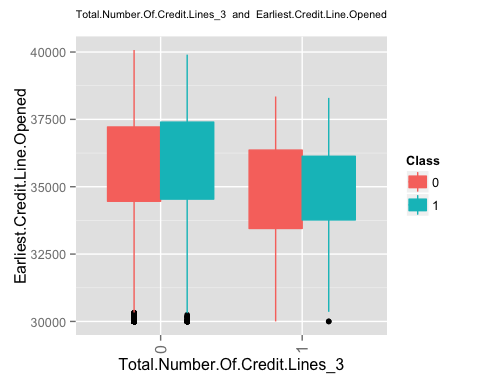 Total.Number.Of.Credit.Lines_3 and Earliest.Credit.Line.Opened
Earliest.Credit.Line.Opened
40000
37500
35000
32500
30000
0
1
Total.Number.Of.Credit.Lines_3
Class
0
1